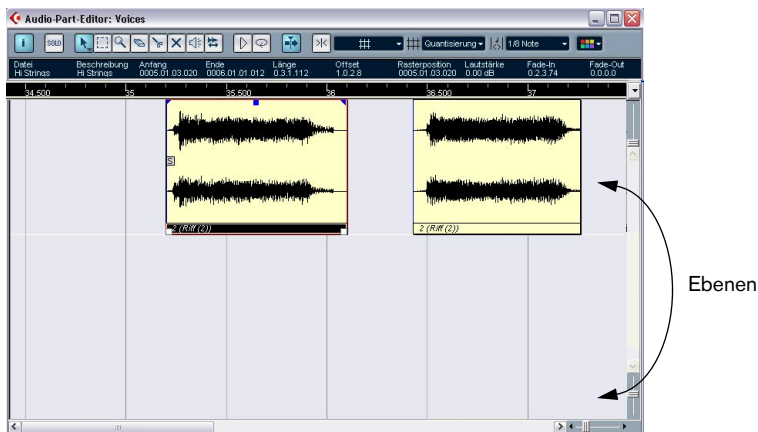 Audio-Part-Editor: Voices
SOLO Quantisierung 1/8 Note
Datei Beschreibung Anfang Ende Länge Offset Rasterposition Lautstärke Fade-In Fade-Out
Hi Strings Hi Strings 0005.01.03.020 0006.01.01.012 0.3.1.112 1.0.2.8 0005.01.03.020 0.00 dB 0.2.3.74 0.0.0.0
34.500 35 35.500 36 36.500 37
S
2 (Riff (2)) 2 (Riff (2))
Ebenen